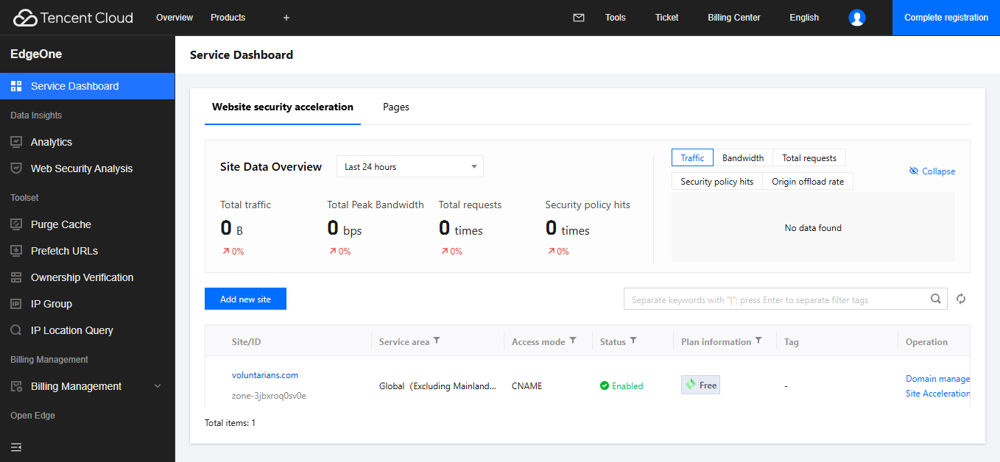 Tencent Cloud
Overview
Products
+
Tools
Ticket
Billing Center
English
Complete registration
EdgeOne
Service Dashboard
Data Insights
Analytics
Web Security Analysis
Toolset
Purge Cache
Prefetch URLs
Ownership Verification
IP Group
IP Location Query
Billing Management
Billing Management
Open Edge
Service Dashboard
Website security acceleration
Pages
Site Data Overview
Last 24 hours
Total traffic
0 B
0%
Total Peak Bandwidth
0 bps
0%
Total requests
0 times
0%
Security policy hits
0 times
0%
Traffic
Bandwidth
Total requests
Security policy hits
Origin offload rate
Collapse
No data found
Add new site
Separate keywords with "|"; press Enter to separate filter tags
Site/ID
Service area
Access mode
Status
Plan information
Tag
Operation
voluntarians.com
zone-3jbxroq0sv0e
Global (Excluding Mainland...
CNAME
Enabled
Free
-
Domain manage
Site Acceleration
Total items: 1